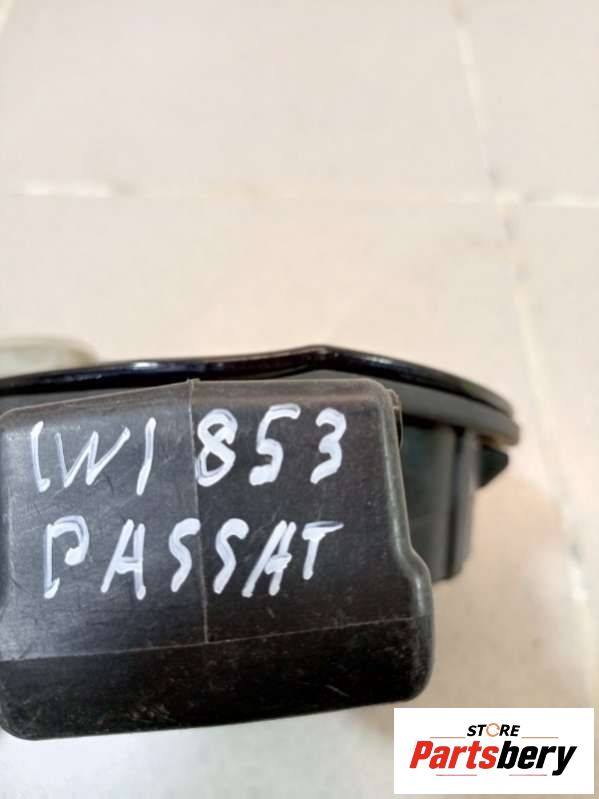 IWI 853
PASSAT
STORE
Partsbery